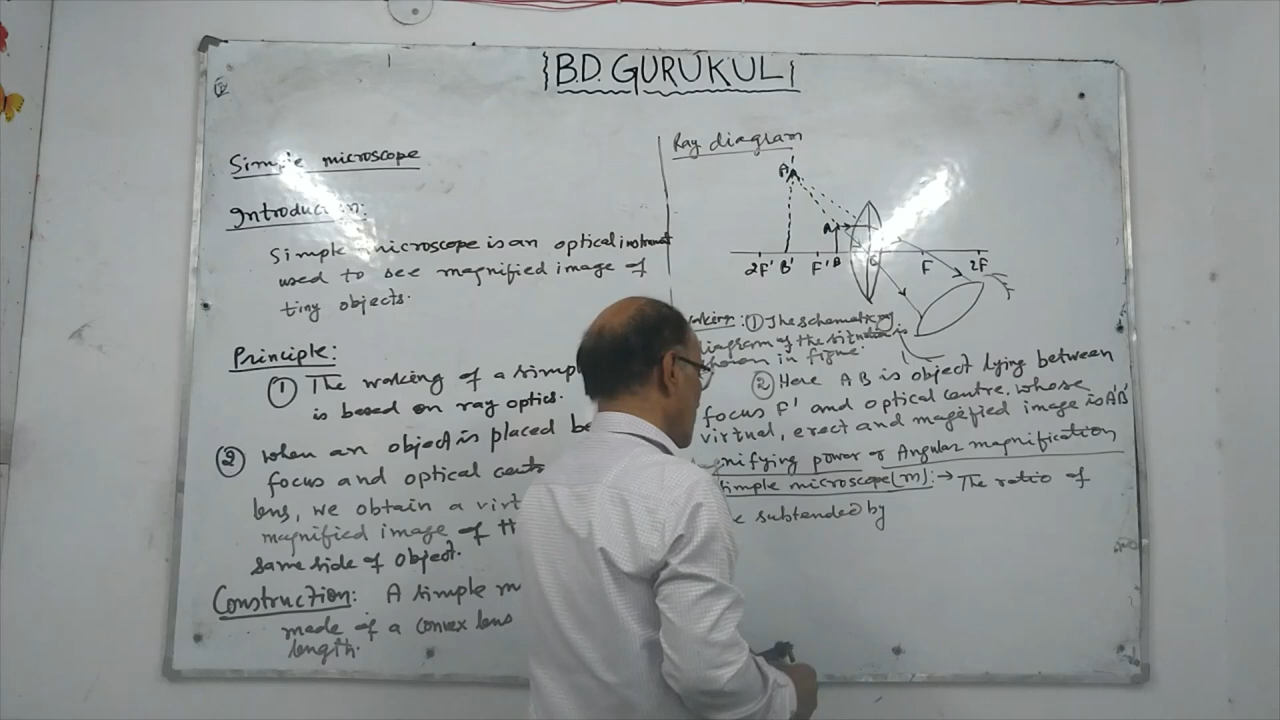 B.D. GURUKUL
Simple microscope
Introduction:
Simple microscope is an optical instrument
used to see magnified image of
tiny objects.
Principle:
① The working of a simpl
is based on ray optics.
② When an object is placed be
focus and optical cent
lens, we obtain a virt
magnified image of th
same side of object.
Construction: A simple m
made of a convex lens
length.
Ray diagram
A'
A
2F' B' F' B C F 2F
orking: ① The schematic
diagram of the situation is
shown in figure.
② Here AB is object lying between
focus F' and optical centre, whose
virtual, erect and magnified image is A'B'
gnifying power or Angular magnification
simple microscope (m): → The ratio of
subtended by